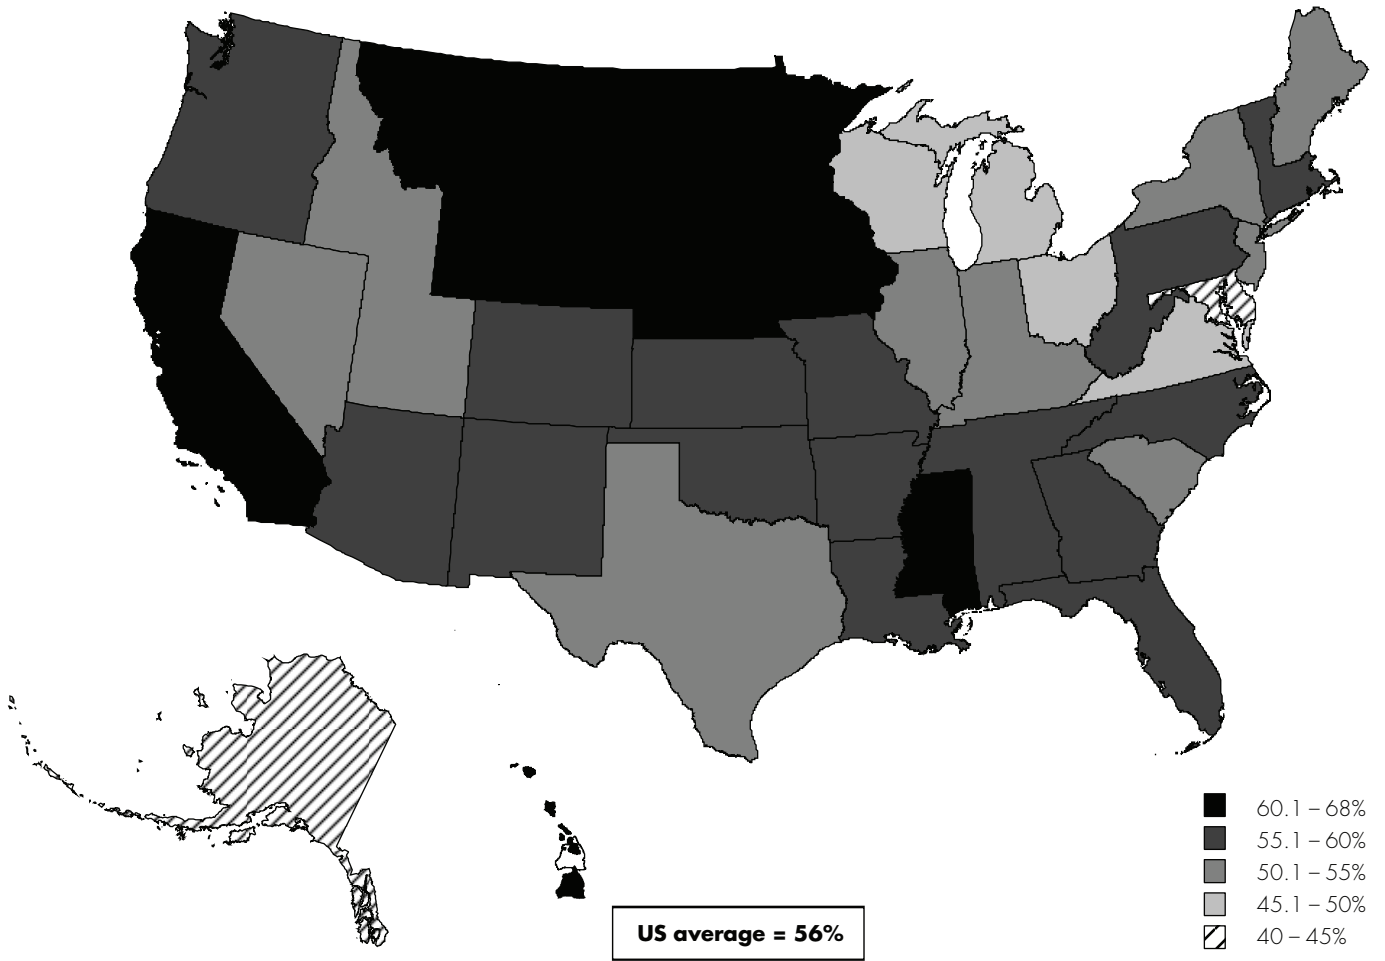 60.1 – 68%
55.1 – 60%
50.1 – 55%
45.1 – 50%
40 – 45%
US average = 56%